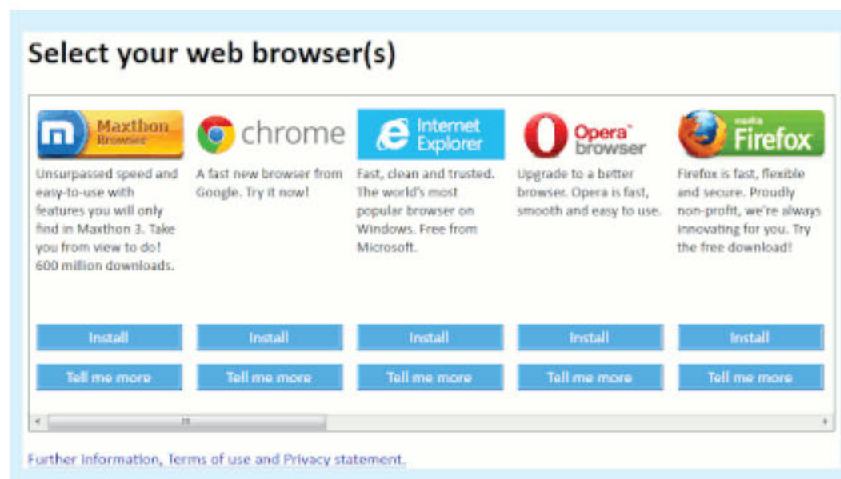 Select your web browser(s)
Maxthon
Browser
chrome
Internet
Explorer
Opera
browser
mozilla
Firefox
Unsurpassed speed and
easy-to-use with
features you will only
find in Maxthon 3. Take
you from view to do!
600 million downloads.
A fast new browser from
Google. Try it now!
Fast, clean and trusted.
The world's most
popular browser on
Windows. Free from
Microsoft.
Upgrade to a better
browser. Opera is fast,
smooth and easy to use.
Firefox is fast, flexible
and secure. Proudly
non-profit, we're always
innovating for you. Try
the free download!
Install
Install
Install
Install
Install
Tell me more
Tell me more
Tell me more
Tell me more
Tell me more
Further Information, Terms of use and Privacy statement.